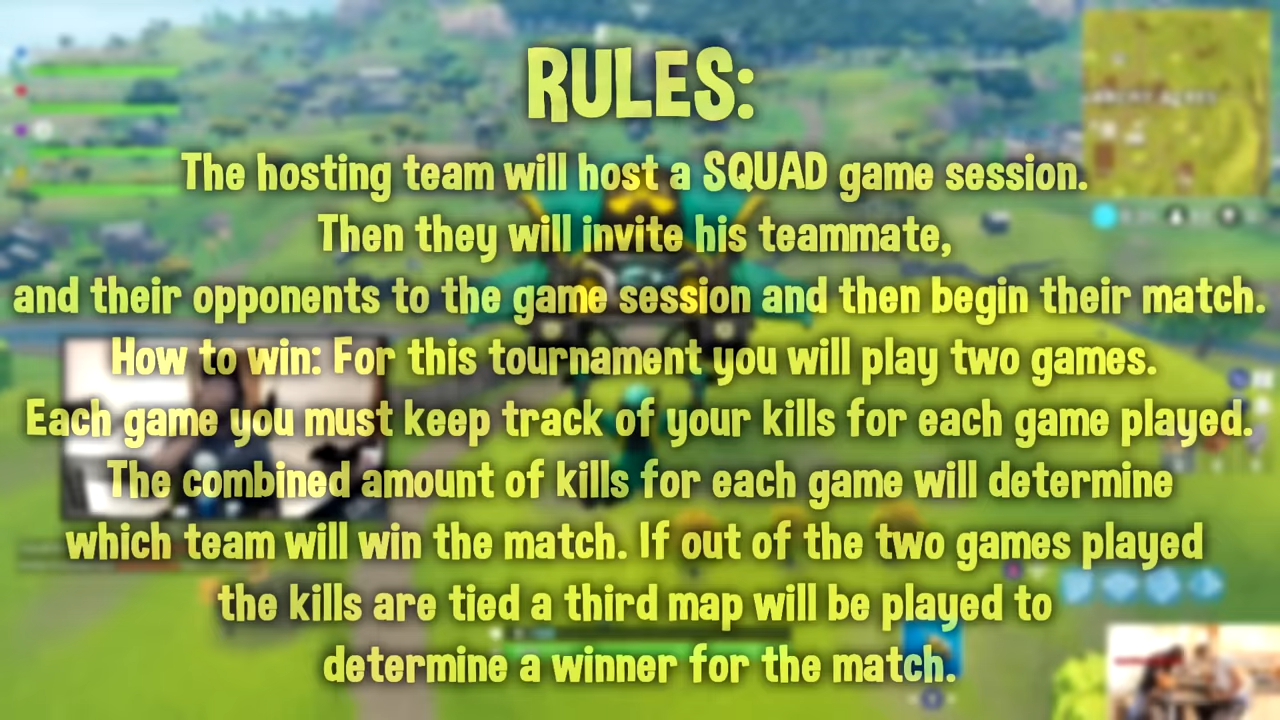 RULES:
The hosting team will host a SQUAD game session.
Then they will invite his teammate,
and their opponents to the game session and then begin their match.
How to win: For this tournament you will play two games.
Each game you must keep track of your kills for each game played.
The combined amount of kills for each game will determine
which team will win the match. If out of the two games played
the kills are tied a third map will be played to
determine a winner for the match.